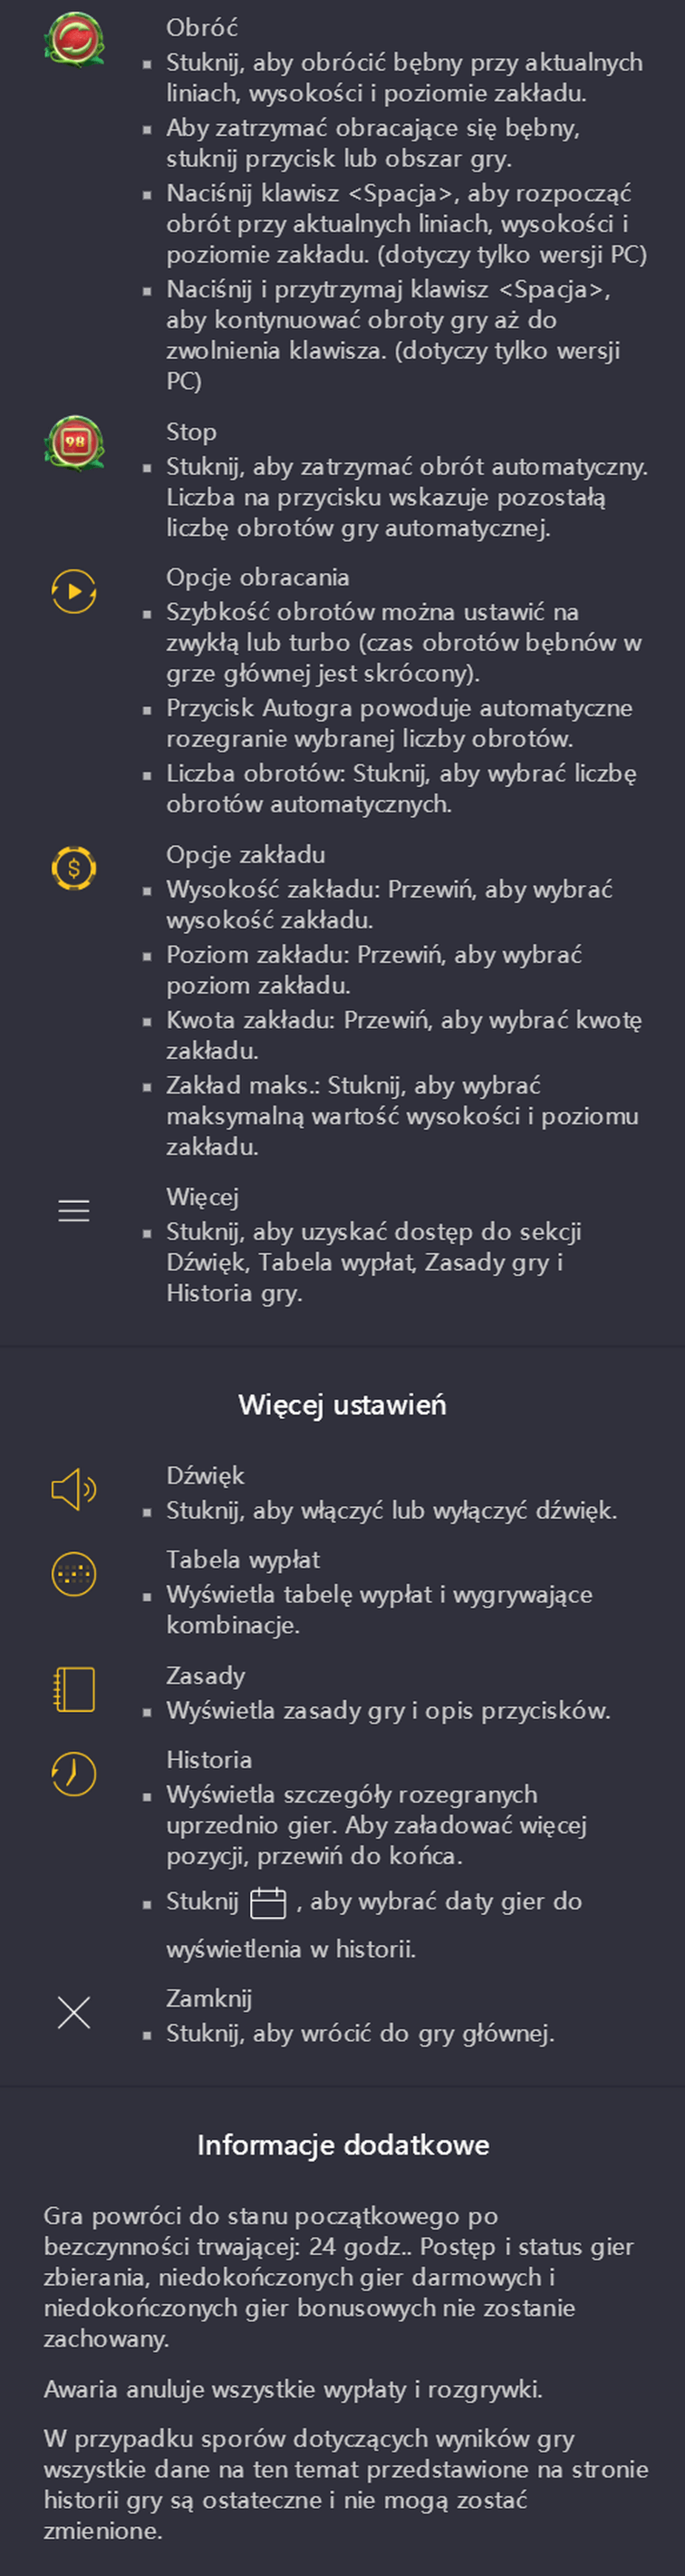 Obróć
Stuknij, aby obrócić bębny przy aktualnych
liniach, wysokości i poziomie zakładu.
Aby zatrzymać obracające się bębny,
stuknij przycisk lub obszar gry.
Naciśnij klawisz <Spacja>, aby rozpocząć
obrót przy aktualnych liniach, wysokości i
poziomie zakładu. (dotyczy tylko wersji PC)
Naciśnij i przytrzymaj klawisz <Spacja>,
aby kontynuować obroty gry aż do
zwolnienia klawisza. (dotyczy tylko wersji
PC)
98
Stop
Stuknij, aby zatrzymać obrót automatyczny.
Liczba na przycisku wskazuje pozostałą
liczbę obrotów gry automatycznej.
Opcje obracania
Szybkość obrotów można ustawić na
zwykłą lub turbo (czas obrotów bębnów w
grze głównej jest skrócony).
Przycisk Autogra powoduje automatyczne
rozegranie wybranej liczby obrotów.
Liczba obrotów: Stuknij, aby wybrać liczbę
obrotów automatycznych.
$
Opcje zakładu
Wysokość zakładu: Przewiń, aby wybrać
wysokość zakładu.
Poziom zakładu: Przewiń, aby wybrać
poziom zakładu.
Kwota zakładu: Przewiń, aby wybrać kwotę
zakładu.
Zakład maks.: Stuknij, aby wybrać
maksymalną wartość wysokości i poziomu
zakładu.
Więcej
Stuknij, aby uzyskać dostęp do sekcji
Dźwięk, Tabela wypłat, Zasady gry i
Historia gry.
Więcej ustawień
Dźwięk
Stuknij, aby włączyć lub wyłączyć dźwięk.
Tabela wypłat
Wyświetla tabelę wypłat i wygrywające
kombinacje.
Zasady
Wyświetla zasady gry i opis przycisków.
Historia
Wyświetla szczegóły rozegranych
uprzednio gier. Aby załadować więcej
pozycji, przewiń do końca.
Stuknij , aby wybrać daty gier do
wyświetlenia w historii.
Zamknij
Stuknij, aby wrócić do gry głównej.
Informacje dodatkowe
Gra powróci do stanu początkowego po
bezczynności trwającej: 24 godz.. Postęp i status gier
zbierania, niedokończonych gier darmowych i
niedokończonych gier bonusowych nie zostanie
zachowany.
Awaria anuluje wszystkie wypłaty i rozgrywki.
W przypadku sporów dotyczących wyników gry
wszystkie dane na ten temat przedstawione na stronie
historii gry są ostateczne i nie mogą zostać
zmienione.